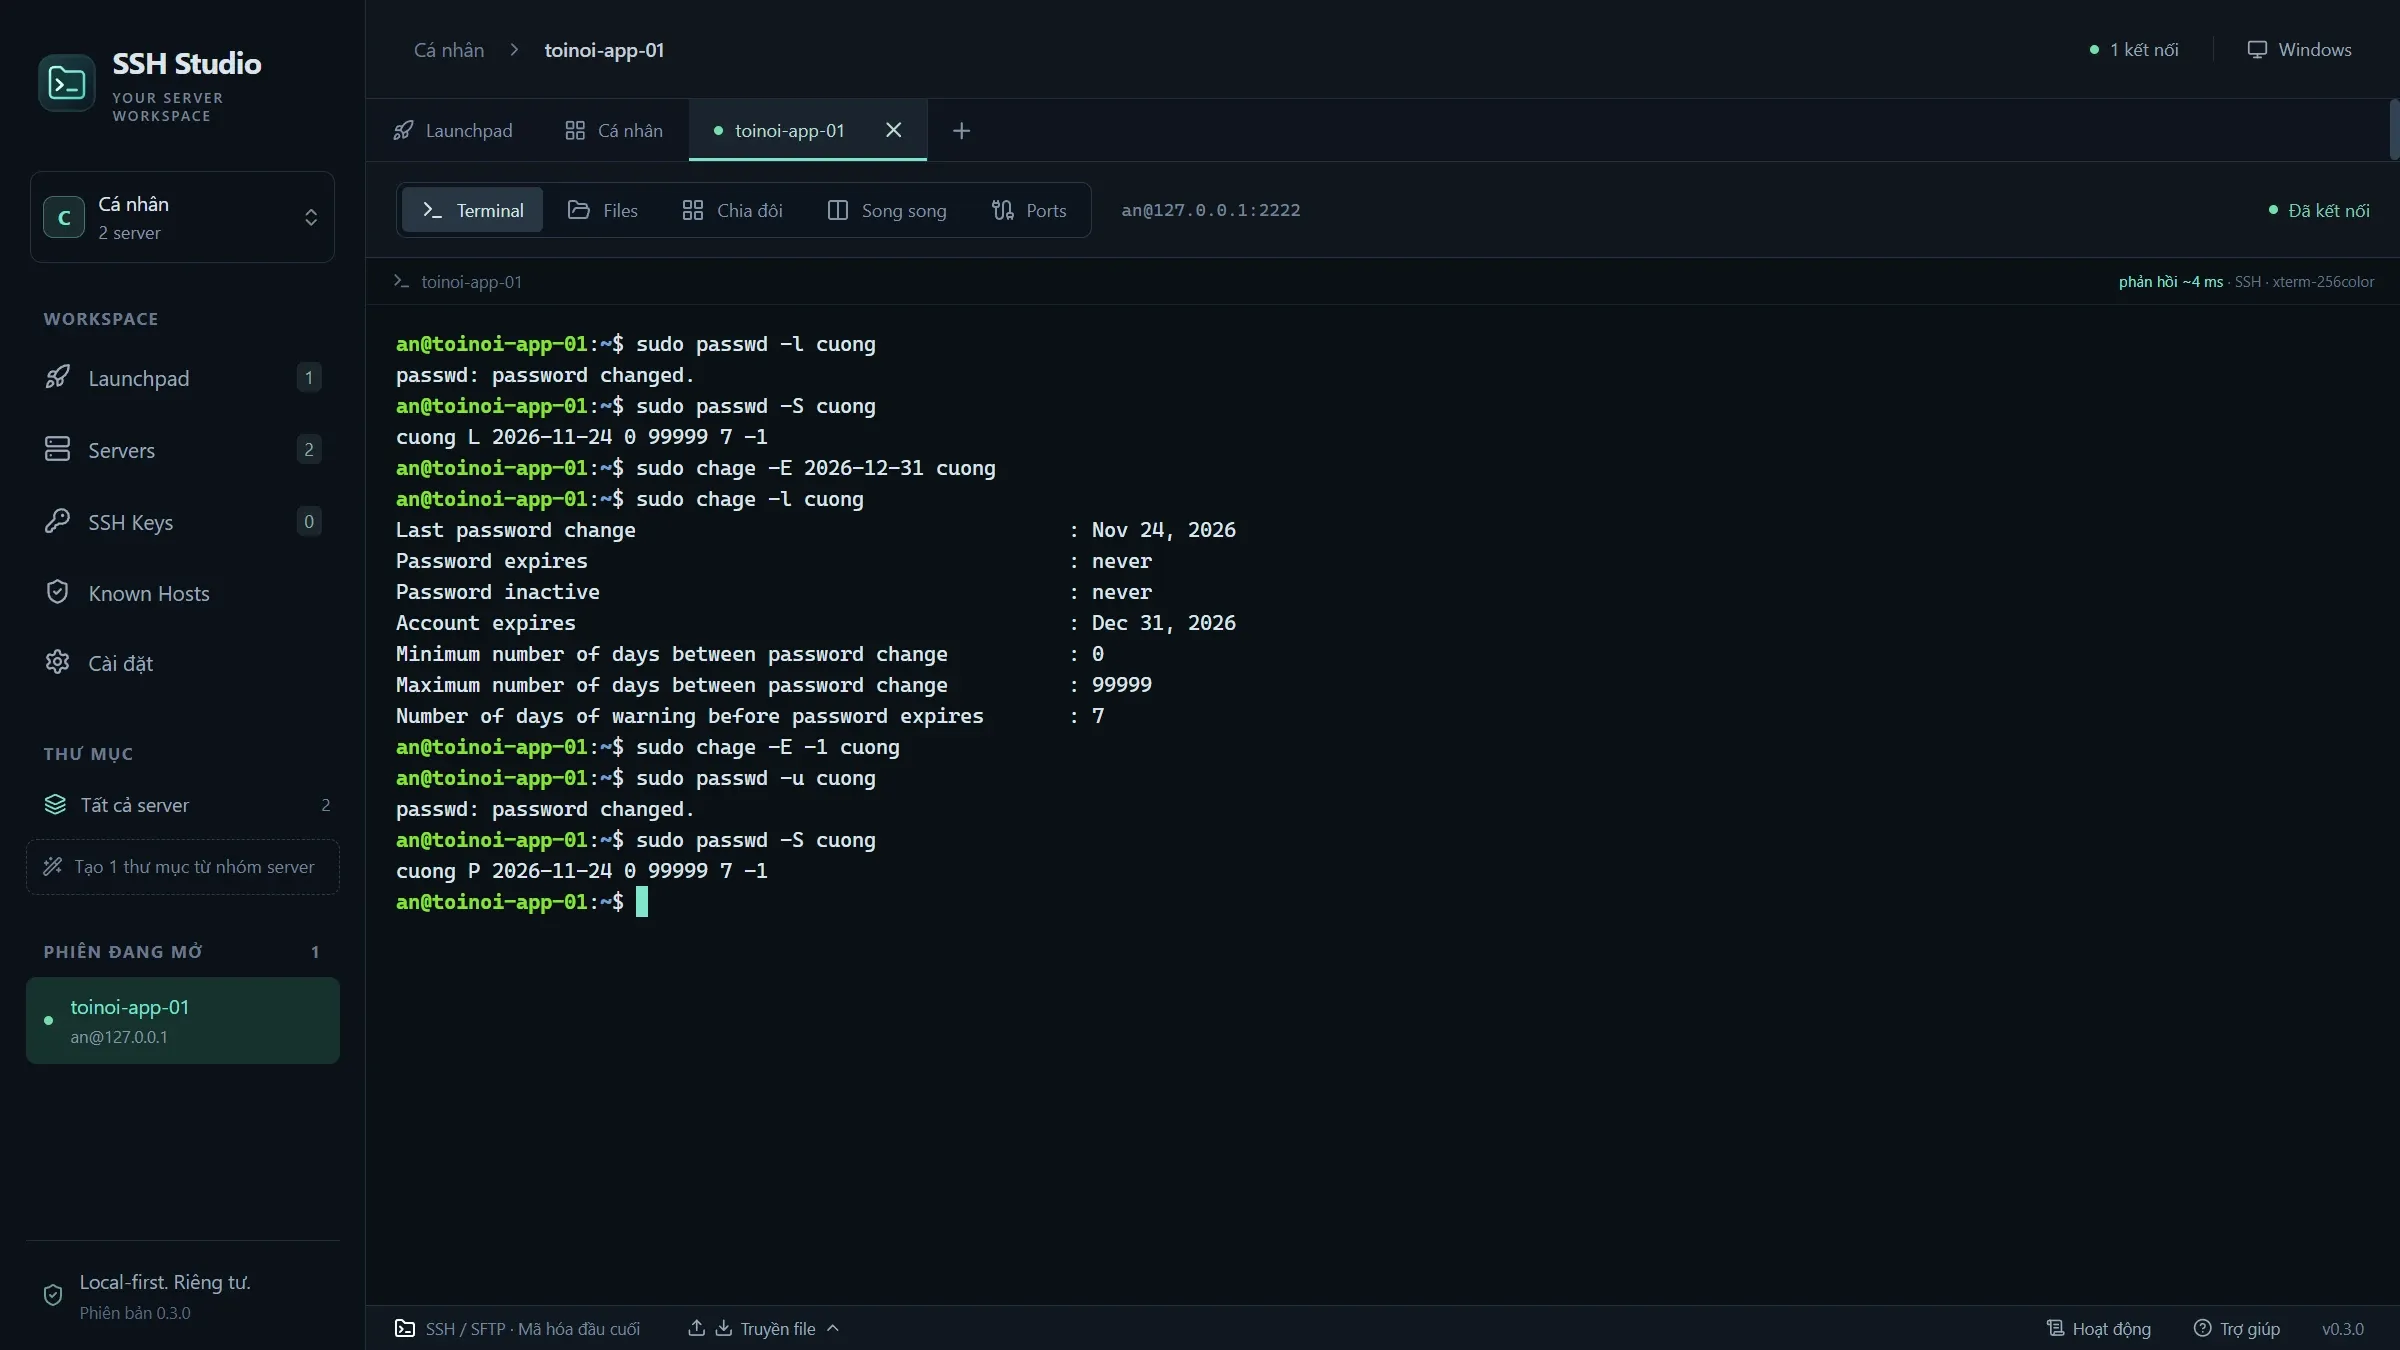 SSH Studio
YOUR SERVER
WORKSPACE
C
Cá nhân
2 server
WORKSPACE
Launchpad 1
Servers 2
SSH Keys 0
Known Hosts
Cài đặt
THƯ MỤC
Tất cả server 2
Tạo 1 thư mục từ nhóm server
PHIÊN ĐANG MỞ 1
toinoi-app-01
an@127.0.0.1
Local-first. Riêng tư.
Phiên bản 0.3.0
Cá nhân > toinoi-app-01
1 kết nối
Windows
Launchpad
Cá nhân
toinoi-app-01
Terminal
Files
Chia đôi
Song song
Ports
an@127.0.0.1:2222
Đã kết nối
toinoi-app-01
phản hồi ~4 ms · SSH · xterm-256color
an@toinoi-app-01:~$ sudo passwd -l cuong
passwd: password changed.
an@toinoi-app-01:~$ sudo passwd -S cuong
cuong L 2026-11-24 0 99999 7 -1
an@toinoi-app-01:~$ sudo chage -E 2026-12-31 cuong
an@toinoi-app-01:~$ sudo chage -l cuong
Last password change : Nov 24, 2026
Password expires : never
Password inactive : never
Account expires : Dec 31, 2026
Minimum number of days between password change : 0
Maximum number of days between password change : 99999
Number of days of warning before password expires : 7
an@toinoi-app-01:~$ sudo chage -E -1 cuong
an@toinoi-app-01:~$ sudo passwd -u cuong
passwd: password changed.
an@toinoi-app-01:~$ sudo passwd -S cuong
cuong P 2026-11-24 0 99999 7 -1
an@toinoi-app-01:~$
SSH / SFTP · Mã hóa đầu cuối
Truyền file
Hoạt động
Trợ giúp
v0.3.0